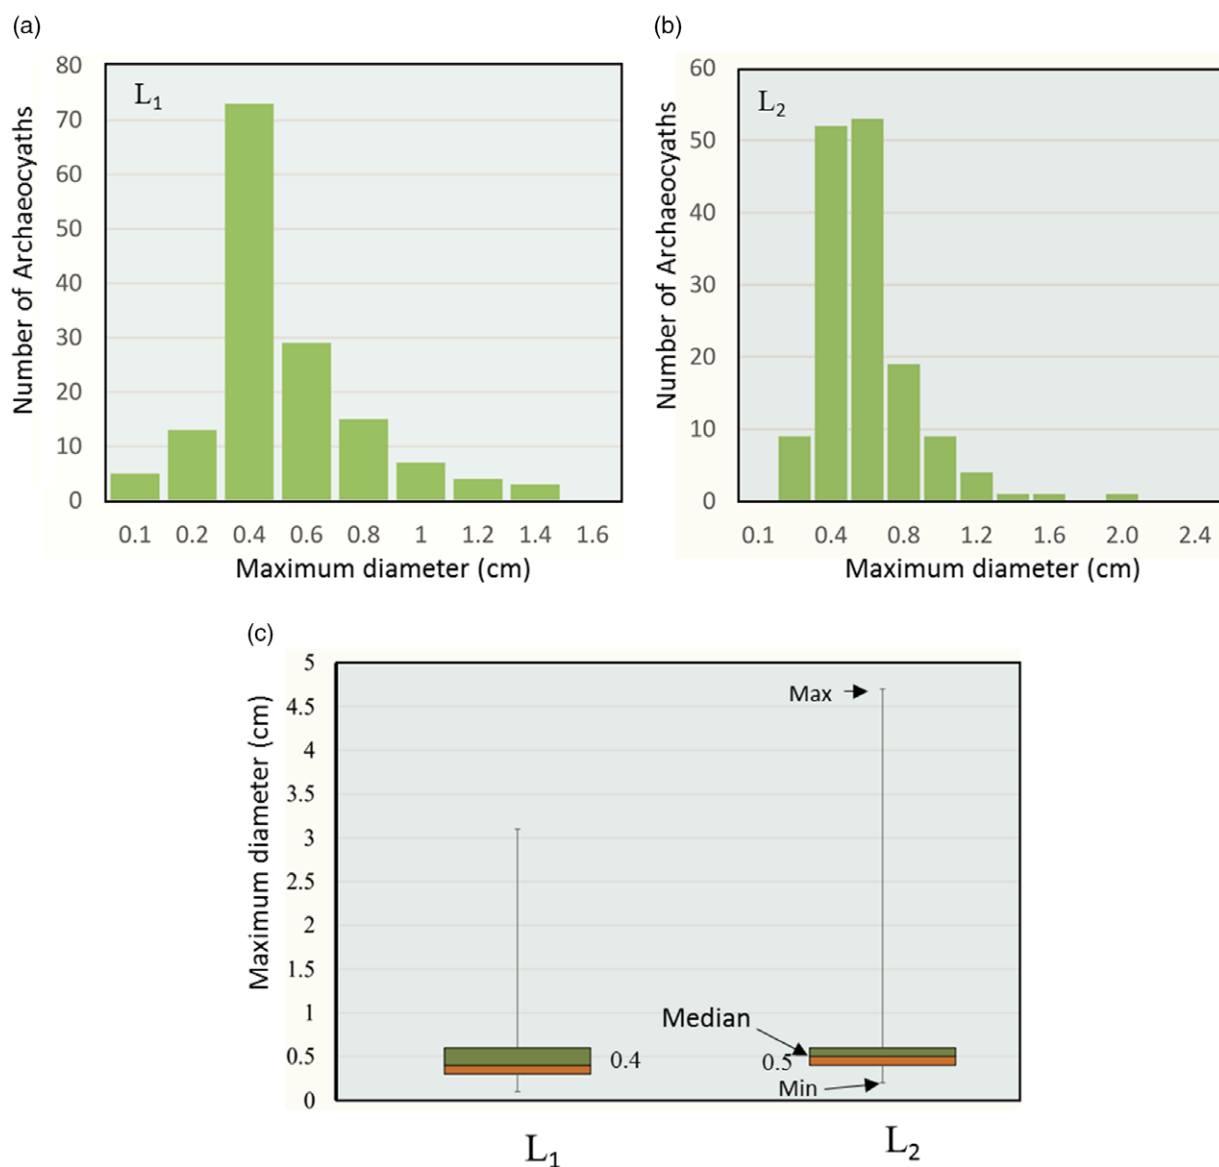 (a)
L₁
Number of Archaeocyaths
80
70
60
50
40
30
20
10
0
0.1 0.2 0.4 0.6 0.8 1 1.2 1.4 1.6
Maximum diameter (cm)
(b)
L₂
Number of Archaeocyaths
60
50
40
30
20
10
0
0.1 0.4 0.8 1.2 1.6 2.0 2.4
Maximum diameter (cm)
(c)
Maximum diameter (cm)
5
4.5
4
3.5
3
2.5
2
1.5
1
0.5
0
Max
Median
0.4
0.5
Min
L₁ L₂